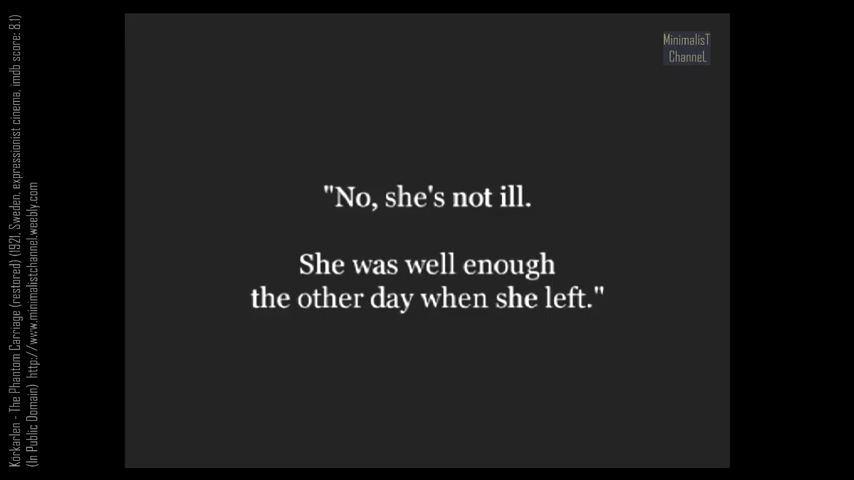 MinimalisT
ChanneL
"No, she's not ill.
She was well enough
the other day when she left."
Körkarlen - The Phantom Carriage (restored) (1921, Sweden, expressionist cinema, imdb score: 8.1)
(In Public Domain) http://www.minimalistchannel.weebly.com